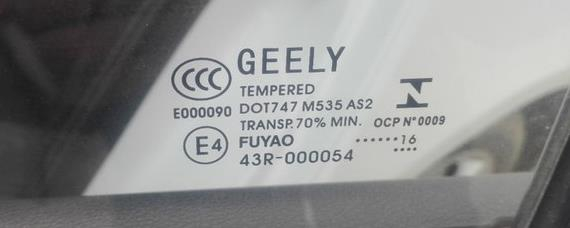 GEELY
CCC
TEMPERED
E000090 DOT747 M535 AS2
TRANSP.70% MIN. OCP N°0009
E4 FUYAO ······16 ····
43R-000054